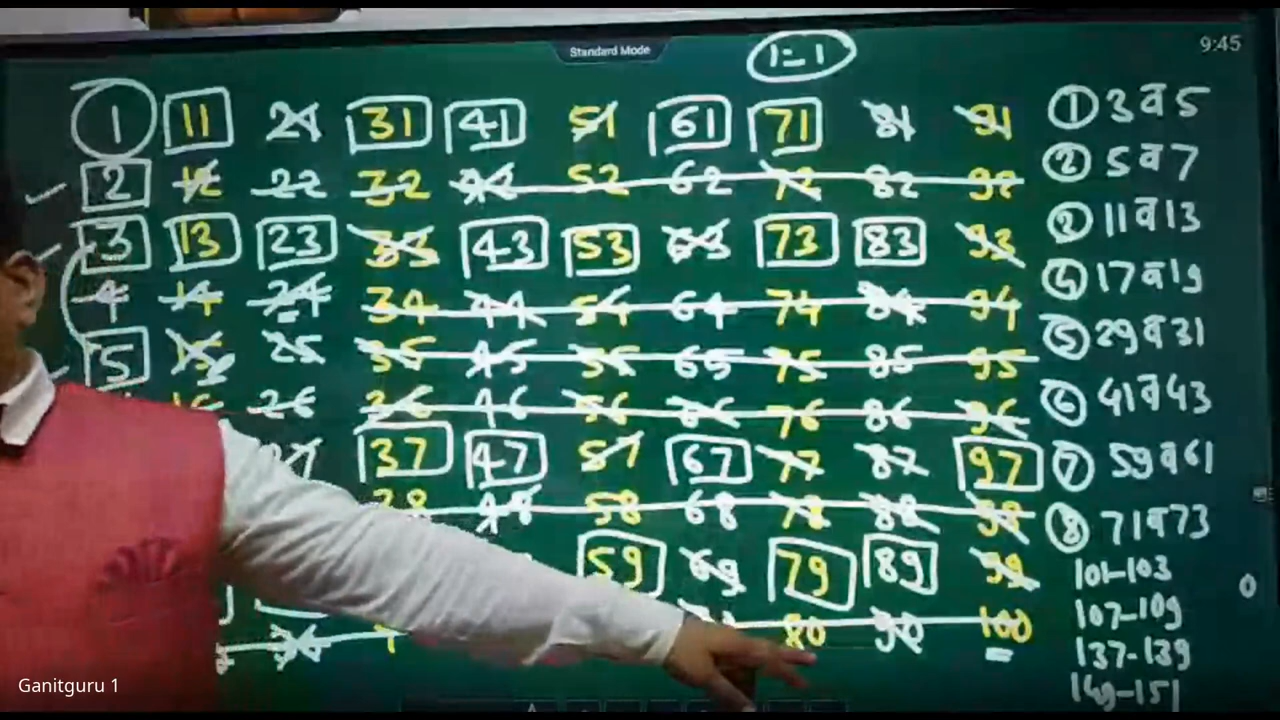 Standard Mode
9:45
1=1
1 11 21 31 41 51 61 71 81 91
2 12 22 32 42 52 62 72 82 92
3 13 23 33 43 53 63 73 83 93
4 14 24 34 44 54 64 74 84 94
5 15 25 35 45 55 65 75 85 95
16 26 36 46 56 66 76 86 96
27 37 47 57 67 77 87 97
38 48 58 68 78 88 98
59 69 79 89 99
80 90 100
① 3 व 5
② 5 व 7
② 11 व 13
④ 17 व 19
⑤ 29 व 31
⑥ 41 व 43
⑦ 59 व 61
⑧ 71 व 73
101-103
107-109
137-139
149-151
0
Ganitguru 1